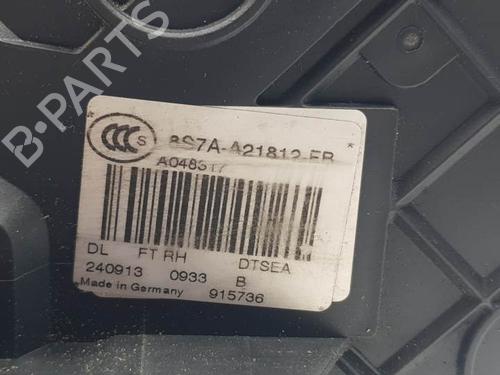 B-PARTS
CCC S
8S7A-A21812-EB
A048317
DL FT RH DTSEA
240913 0933 B
Made in Germany 915736